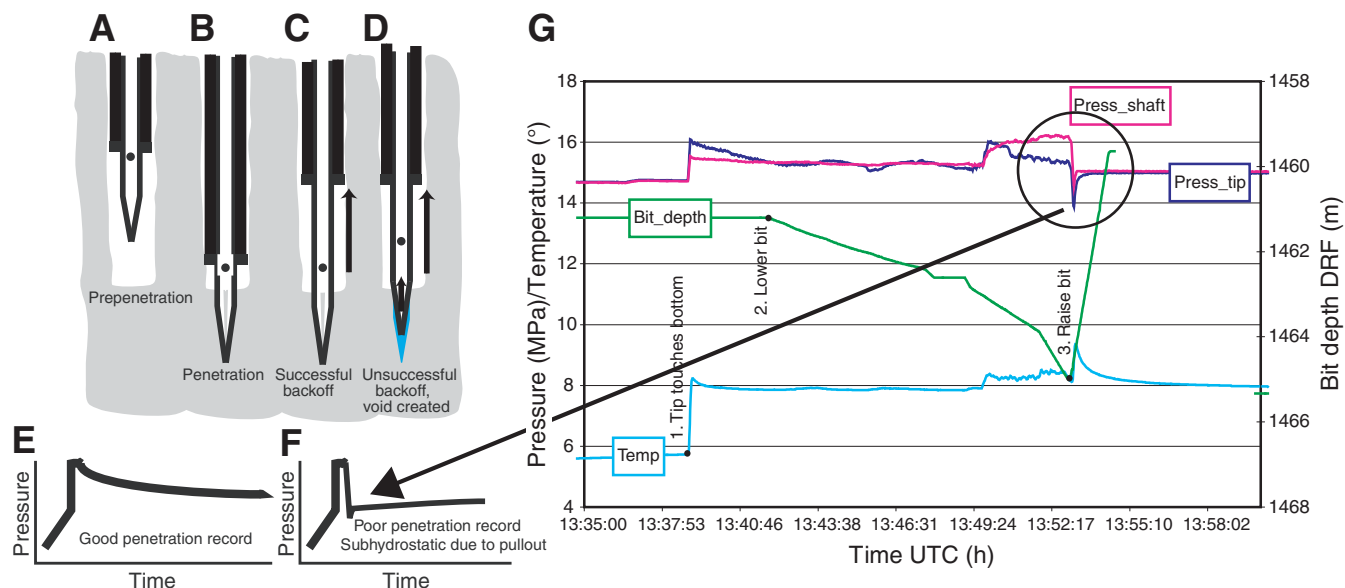 A
B
C
D
Prepenetration
Penetration
Successful
backoff
Unsuccessful
backoff,
void created
E
Pressure
Good penetration record
Time
F
Pressure
Poor penetration record
Subhydrostatic due to pullout
Time
G
Pressure (MPa)/Temperature (°)
18
16
14
12
10
8
6
4
Press_shaft
Press_tip
Bit_depth
Temp
1. Tip touches bottom
2. Lower bit
3. Raise bit
1458
1460
1462
1464
1466
1468
Bit depth DRF (m)
13:35:00
13:37:53
13:40:46
13:43:38
13:46:31
13:49:24
13:52:17
13:55:10
13:58:02
Time UTC (h)